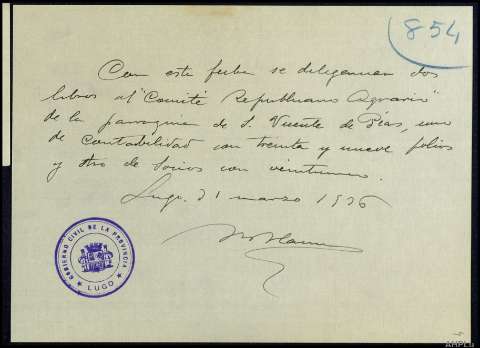 854
Con esta fecha se diligencian dos
libros al "Comité Republicano Agrario"
de la parroquia de S. Vicente de Pías, uno
de Contabilidad con treinta y nueve folios
y otro de Socios con veintiuno.
Lugo. 31 marzo 1936
GOBIERNO CIVIL DE LA PROVINCIA
LUGO
AHPLu